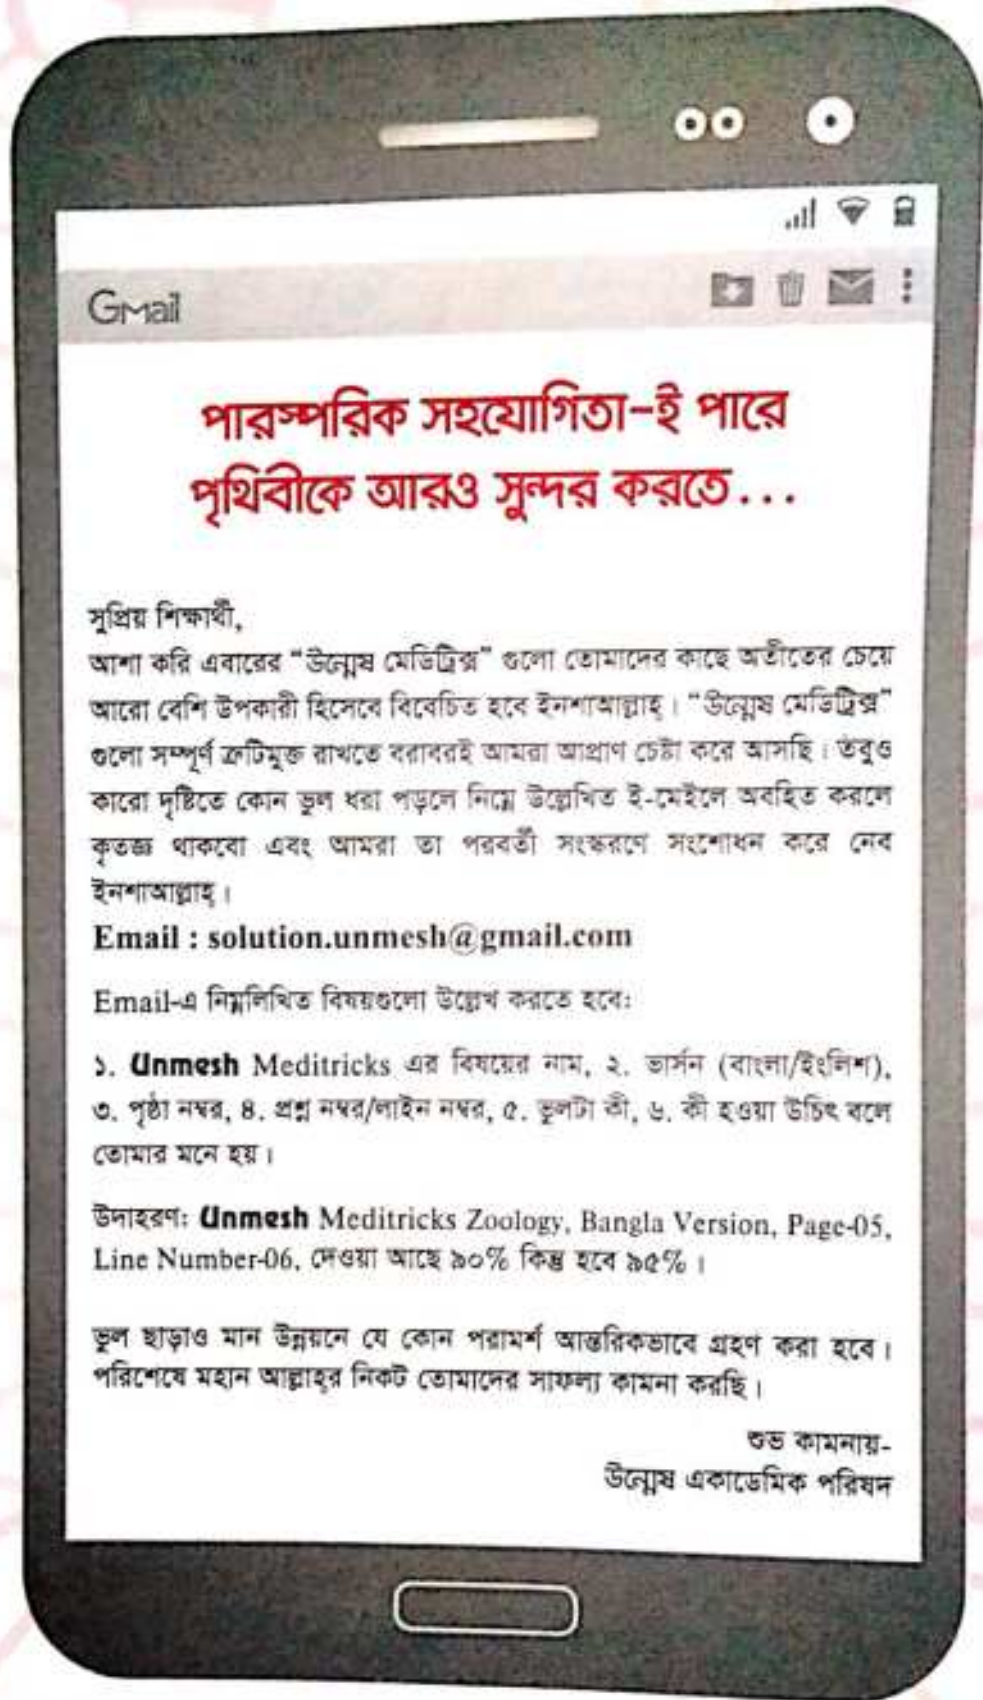 Gmail
পারস্পরিক সহযোগিতা-ই পারে
পৃথিবীকে আরও সুন্দর করতে...
সুপ্রিয় শিক্ষার্থী,
আশা করি এবারের “উন্মেষ মেডিট্রিক্স” গুলো তোমাদের কাছে অতীতের চেয়ে
আরো বেশি উপকারী হিসেবে বিবেচিত হবে ইনশাআল্লাহ্। “উন্মেষ মেডিট্রিক্স”
গুলো সম্পূর্ণ ত্রুটিমুক্ত রাখতে বরাবরই আমরা আপ্রাণ চেষ্টা করে আসছি। তবুও
কারো দৃষ্টিতে কোন ভুল ধরা পড়লে নিম্নে উল্লেখিত ই-মেইলে অবহিত করলে
কৃতজ্ঞ থাকবো এবং আমরা তা পরবর্তী সংস্করণে সংশোধন করে নেব
ইনশাআল্লাহ্।
Email : solution.unmesh@gmail.com
Email-এ নিম্নলিখিত বিষয়গুলো উল্লেখ করতে হবে:
১. Unmesh Meditricks এর বিষয়ের নাম, ২. ভার্সন (বাংলা/ইংলিশ),
৩. পৃষ্ঠা নম্বর, ৪. প্রশ্ন নম্বর/লাইন নম্বর, ৫. ভুলটা কী, ৬. কী হওয়া উচিৎ বলে
তোমার মনে হয়।
উদাহরণ: Unmesh Meditricks Zoology, Bangla Version, Page-05,
Line Number-06, দেওয়া আছে ৯০% কিন্তু হবে ৯৫%।
ভুল ছাড়াও মান উন্নয়নে যে কোন পরামর্শ আন্তরিকভাবে গ্রহণ করা হবে।
পরিশেষে মহান আল্লাহ্‌র নিকট তোমাদের সাফল্য কামনা করছি।
শুভ কামনায়-
উন্মেষ একাডেমিক পরিষদ